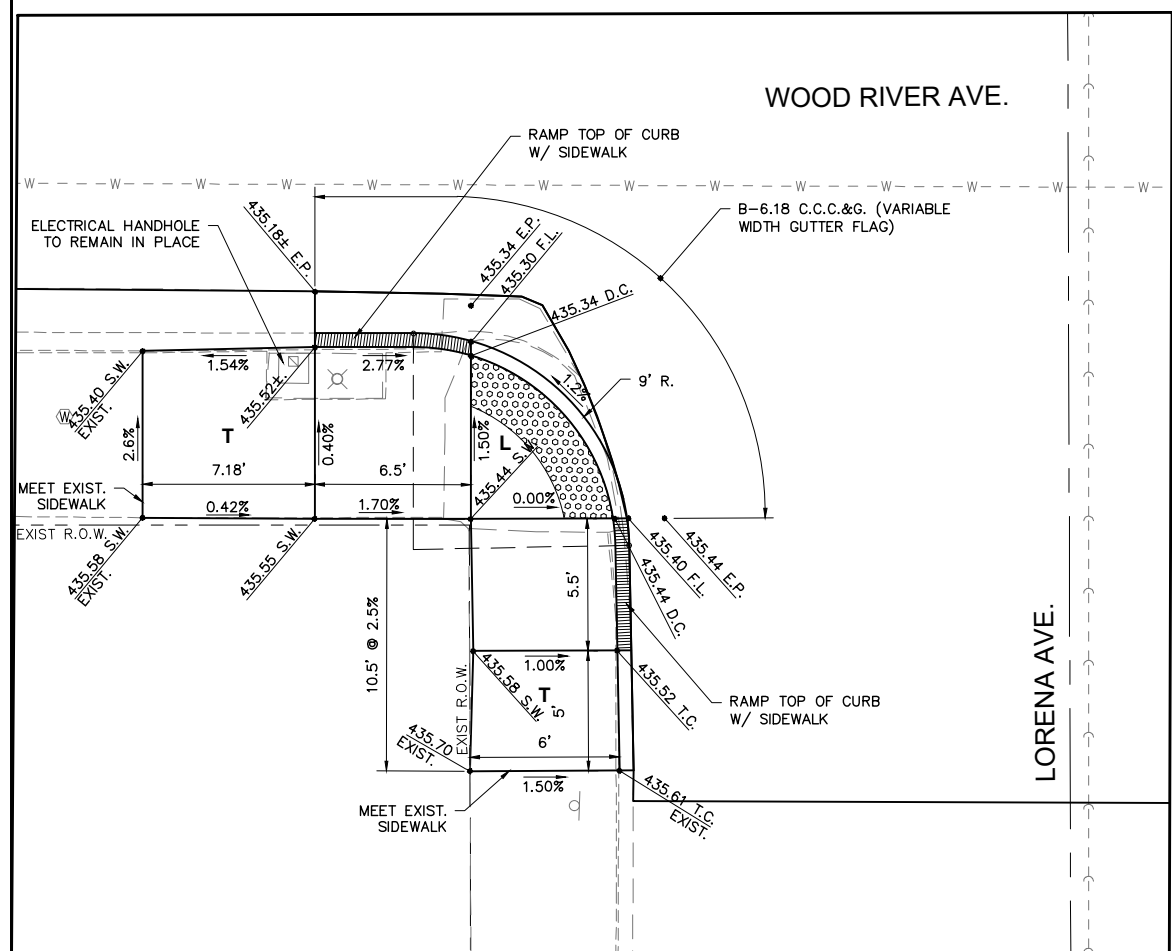 WOOD RIVER AVE.
RAMP TOP OF CURB
W/ SIDEWALK
W W W W W W W W W W W W W W
ELECTRICAL HANDHOLE
TO REMAIN IN PLACE
435.18± E.P.
435.34 E.P.
435.30 F.L.
B-6.18 C.C.C.&G. (VARIABLE
WIDTH GUTTER FLAG)
435.34 D.C.
1.54%
2.77%
1.2%
9' R.
435.40 S.W.
EXIST.
W
435.52±.
2.6%
T
0.40%
1.50%
L
435.44 S.W.
7.18'
6.5'
0.00%
MEET EXIST.
SIDEWALK
0.42%
1.70%
EXIST R.O.W.
435.58 S.W.
EXIST.
435.55 S.W.
435.40 F.L.
435.44 E.P.
435.44 D.C.
5.5'
10.5' @ 2.5%
1.00%
435.58 S.W.
T
5'
435.52 T.C.
EXIST R.O.W.
RAMP TOP OF CURB
W/ SIDEWALK
LORENA AVE.
435.70
EXIST.
6'
1.50%
MEET EXIST.
SIDEWALK
435.61 T.C.
EXIST.